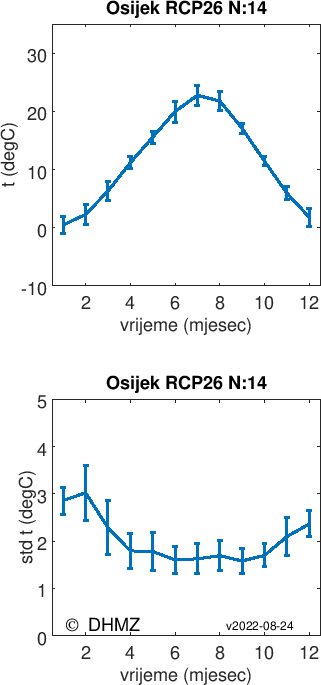 Osijek RCP26 N:14
30
20
10
0
-10
t (degC)
2 4 6 8 10 12
vrijeme (mjesec)
Osijek RCP26 N:14
5
4
3
2
1
0
std t (degC)
© DHMZ v2022-08-24
2 4 6 8 10 12
vrijeme (mjesec)